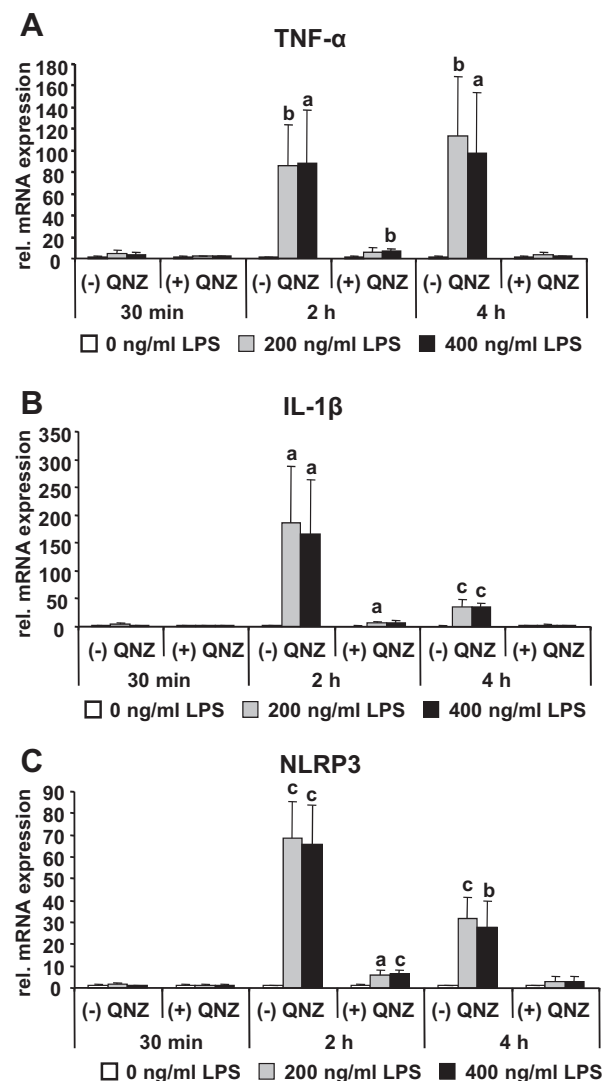 A
TNF-α
rel. mRNA expression
180
160
140
120
100
80
60
40
20
0
b a b b a
(-) QNZ (+) QNZ (-) QNZ (+) QNZ (-) QNZ (+) QNZ
30 min 2 h 4 h
0 ng/ml LPS 200 ng/ml LPS 400 ng/ml LPS
B
IL-1β
rel. mRNA expression
350
300
250
200
150
100
50
0
a a a c c
(-) QNZ (+) QNZ (-) QNZ (+) QNZ (-) QNZ (+) QNZ
30 min 2 h 4 h
0 ng/ml LPS 200 ng/ml LPS 400 ng/ml LPS
C
NLRP3
rel. mRNA expression
90
80
70
60
50
40
30
20
10
0
c c a c c b
(-) QNZ (+) QNZ (-) QNZ (+) QNZ (-) QNZ (+) QNZ
30 min 2 h 4 h
0 ng/ml LPS 200 ng/ml LPS 400 ng/ml LPS